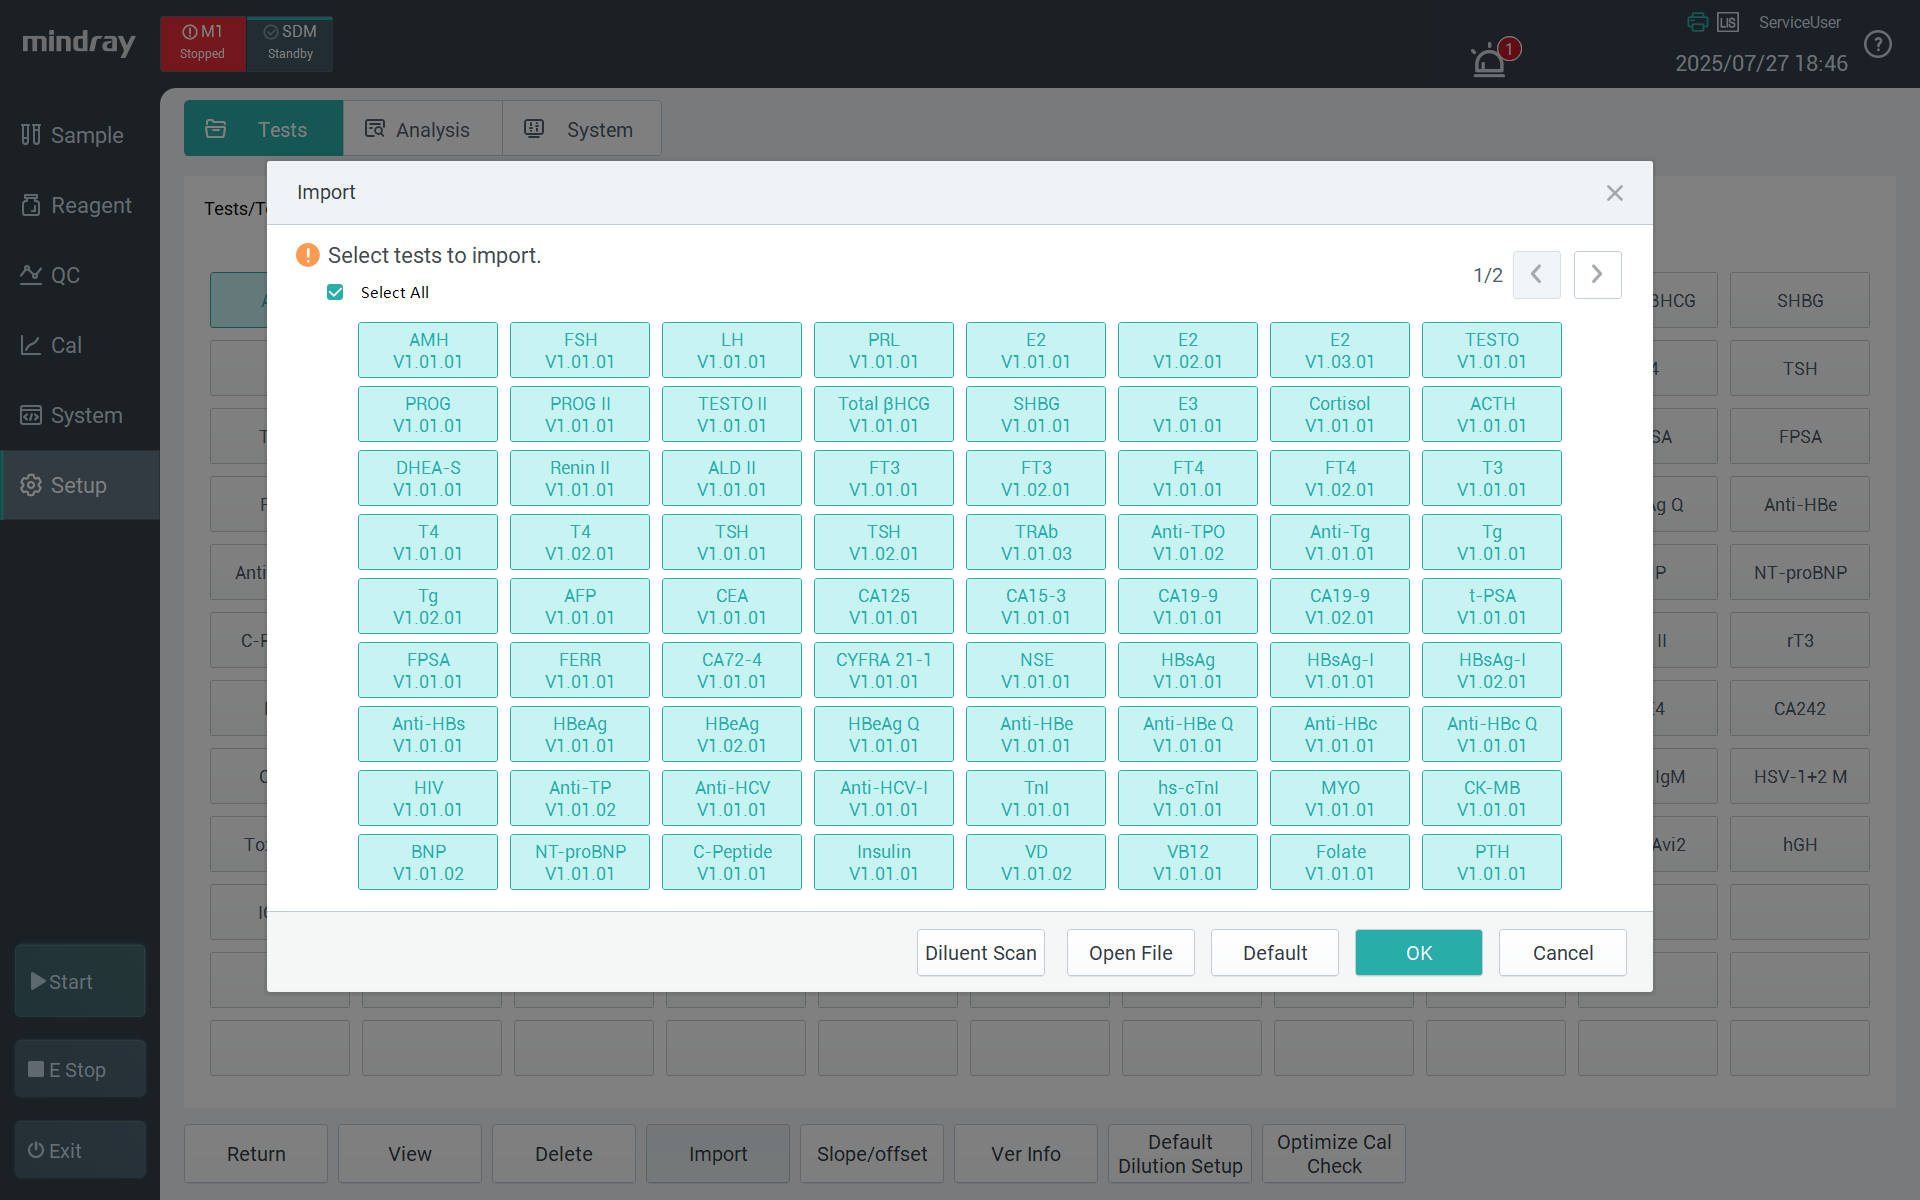 mindray
M1
Stopped
SDM
Standby
1
LIS
ServiceUser
2025/07/27 18:46
?
Sample
Reagent
QC
Cal
System
Setup
Start
E Stop
Exit
Tests
Analysis
System
Tests/T
Import
Select tests to import.
Select All
1/2
AMH
V1.01.01
FSH
V1.01.01
LH
V1.01.01
PRL
V1.01.01
E2
V1.01.01
E2
V1.02.01
E2
V1.03.01
TESTO
V1.01.01
PROG
V1.01.01
PROG II
V1.01.01
TESTO II
V1.01.01
Total βHCG
V1.01.01
SHBG
V1.01.01
E3
V1.01.01
Cortisol
V1.01.01
ACTH
V1.01.01
DHEA-S
V1.01.01
Renin II
V1.01.01
ALD II
V1.01.01
FT3
V1.01.01
FT3
V1.02.01
FT4
V1.01.01
FT4
V1.02.01
T3
V1.01.01
T4
V1.01.01
T4
V1.02.01
TSH
V1.01.01
TSH
V1.02.01
TRAb
V1.01.03
Anti-TPO
V1.01.02
Anti-Tg
V1.01.01
Tg
V1.01.01
Tg
V1.02.01
AFP
V1.01.01
CEA
V1.01.01
CA125
V1.01.01
CA15-3
V1.01.01
CA19-9
V1.01.01
CA19-9
V1.02.01
t-PSA
V1.01.01
FPSA
V1.01.01
FERR
V1.01.01
CA72-4
V1.01.01
CYFRA 21-1
V1.01.01
NSE
V1.01.01
HBsAg
V1.01.01
HBsAg-I
V1.01.01
HBsAg-I
V1.02.01
Anti-HBs
V1.01.01
HBeAg
V1.01.01
HBeAg
V1.02.01
HBeAg Q
V1.01.01
Anti-HBe
V1.01.01
Anti-HBe Q
V1.01.01
Anti-HBc
V1.01.01
Anti-HBc Q
V1.01.01
HIV
V1.01.01
Anti-TP
V1.01.02
Anti-HCV
V1.01.01
Anti-HCV-I
V1.01.01
TnI
V1.01.01
hs-cTnI
V1.01.01
MYO
V1.01.01
CK-MB
V1.01.01
BNP
V1.01.02
NT-proBNP
V1.01.01
C-Peptide
V1.01.01
Insulin
V1.01.01
VD
V1.01.02
VB12
V1.01.01
Folate
V1.01.01
PTH
V1.01.01
Diluent Scan
Open File
Default
OK
Cancel
Anti
C-
To
βHCG
SHBG
4
TSH
SA
FPSA
g Q
Anti-HBe
P
NT-proBNP
II
rT3
4
CA242
IgM
HSV-1+2 M
Avi2
hGH
Return
View
Delete
Import
Slope/offset
Ver Info
Default
Dilution Setup
Optimize Cal
Check